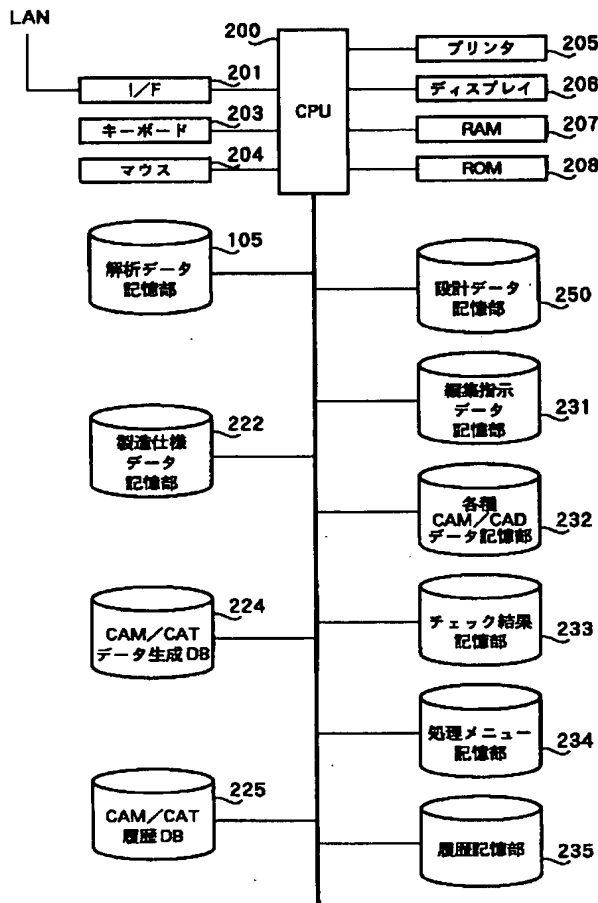 LAN
200
CPU
201
I/F
203
キーボード
204
マウス
プリンタ
205
ディスプレイ
206
RAM
207
ROM
208
105
解析データ
記憶部
設計データ
記憶部
250
222
製造仕様
データ
記憶部
編集指示
データ
記憶部
231
各種
CAM/CAD
データ記憶部
232
224
CAM/CAT
データ生成DB
チェック結果
記憶部
233
処理メニュー
記憶部
234
225
CAM/CAT
履歴DB
履歴記憶部
235